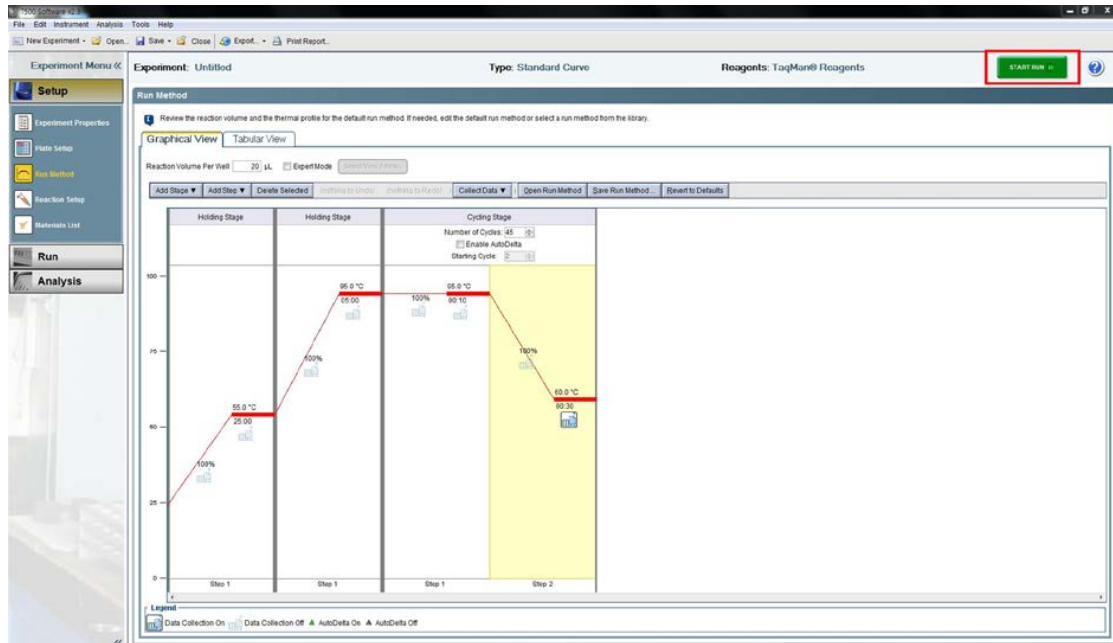 7500 Software v2.3
File Edit Instrument Analysis Tools Help
New Experiment Open... Save Close Export... Print Report...
Experiment Menu «
Experiment: Untitled Type: Standard Curve Reagents: TaqMan® Reagents
START RUN
Setup
Run Method
Experiment Properties
Review the reaction volume and the thermal profile for the default run method. If needed, edit the default run method or select a run method from the library.
Graphical View Tabular View
Plate Setup
Reaction Volume Per Well 20 µL Expert Mode
Run Method
Add Stage ▼ Add Step ▼ Delete Selected Collect Data ▼ Open Run Method Save Run Method... Revert to Defaults
Reaction Setup
Materials List
Run
Analysis
Holding Stage Holding Stage Cycling Stage
Number of Cycles: 45
Enable AutoDelta
Starting Cycle: 2
100
95.0 °C 95.0 °C
05:00 100% 00:10
75
100% 100%
60.0 °C
00:30
55.0 °C
25:00
50
100%
25
0
Step 1 Step 1 Step 1 Step 2
Legend
Data Collection On Data Collection Off ▲ AutoDelta On ▲ AutoDelta Off